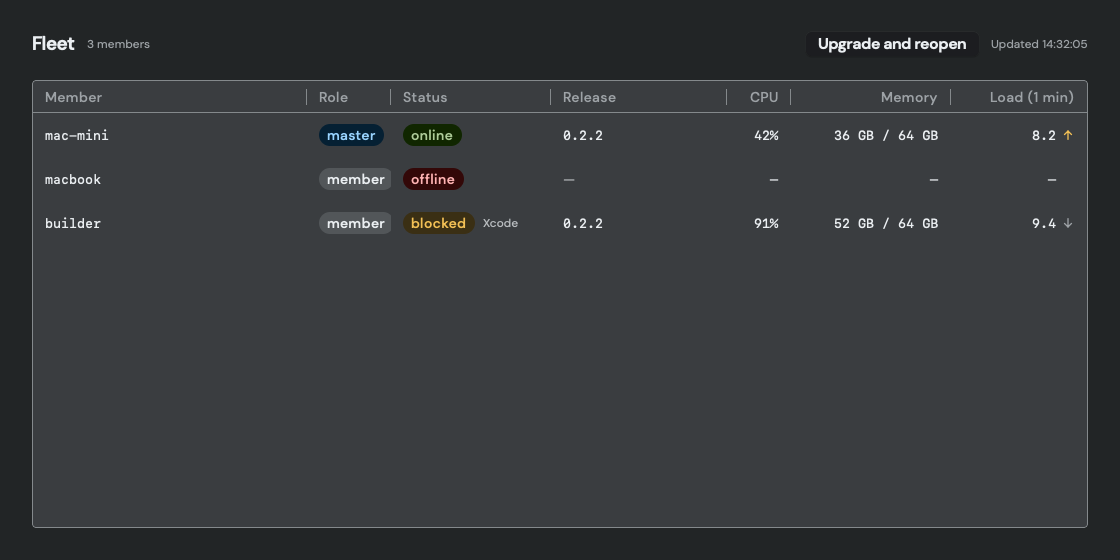 Fleet 3 members Upgrade and reopen Updated 14:32:05
Member Role Status Release CPU Memory Load (1 min)
mac-mini master online 0.2.2 42% 36 GB / 64 GB 8.2 ↑
macbook member offline — — — —
builder member blocked Xcode 0.2.2 91% 52 GB / 64 GB 9.4 ↓